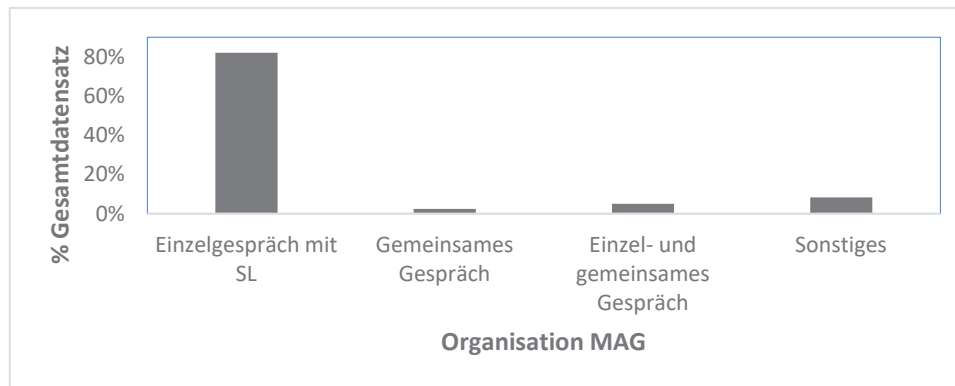 % Gesamtdatensatz
80%
60%
40%
20%
0%
Einzelgespräch mit
SL
Gemeinsames
Gespräch
Einzel- und
gemeinsames
Gespräch
Sonstiges
Organisation MAG